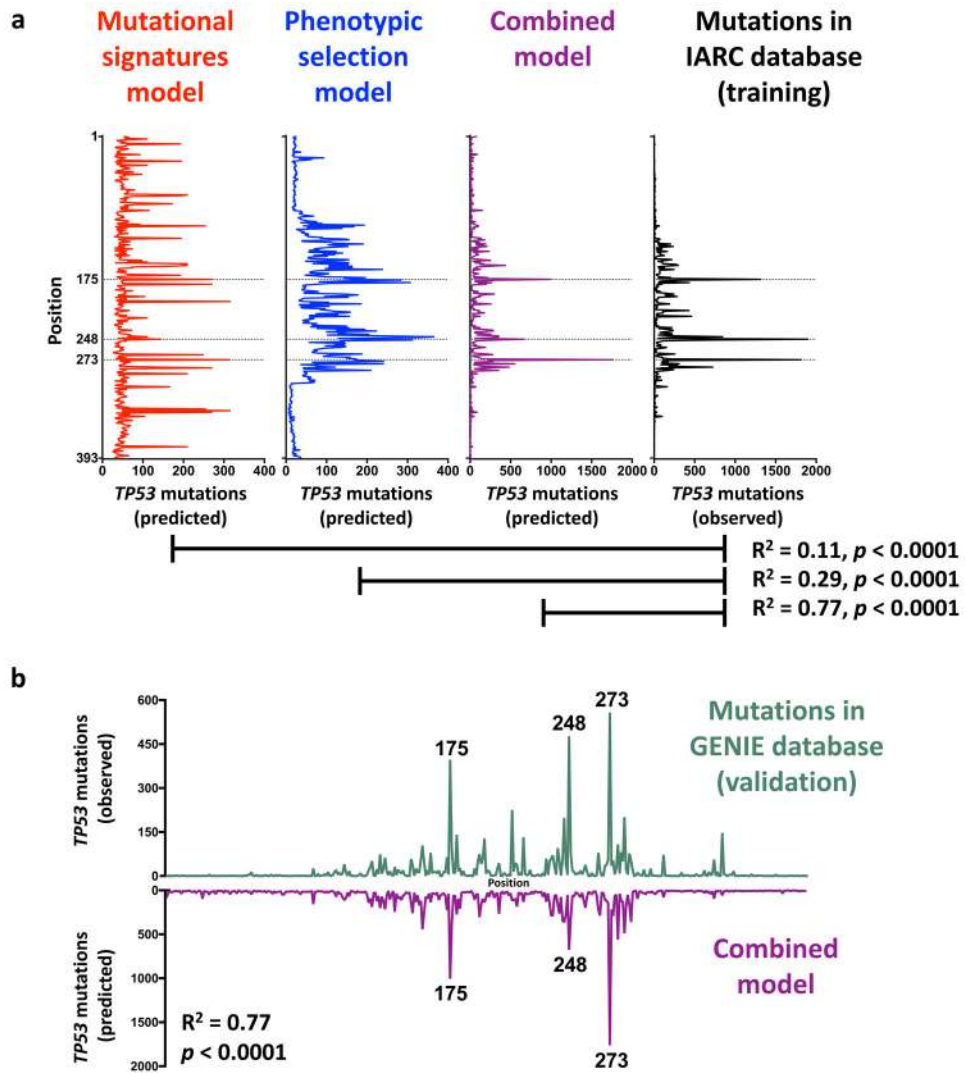 a
Mutational
signatures
model
Phenotypic
selection
model
Combined
model
Mutations in
IARC database
(training)
Position
1
175
248
273
393
0 100 200 300 400
0 100 200 300 400
0 500 1000 1500 2000
0 500 1000 1500 2000
TP53 mutations
(predicted)
TP53 mutations
(predicted)
TP53 mutations
(predicted)
TP53 mutations
(observed)
R² = 0.11, p < 0.0001
R² = 0.29, p < 0.0001
R² = 0.77, p < 0.0001
b
TP53 mutations
(observed)
600
450
300
150
0
175
248
273
Mutations in
GENIE database
(validation)
Position
TP53 mutations
(predicted)
0
500
1000
1500
2000
175
248
273
Combined
model
R² = 0.77
p < 0.0001